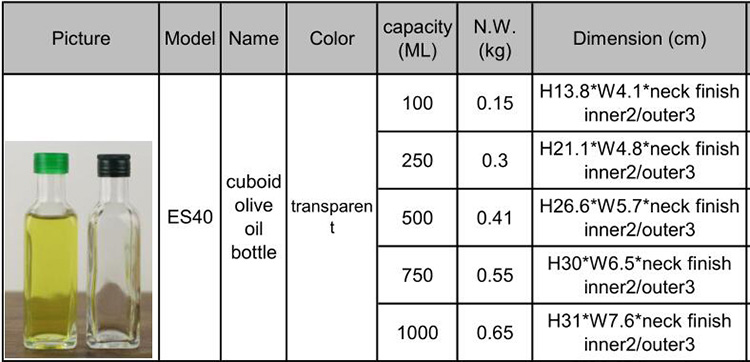 Picture
Model
Name
Color
capacity
(ML)
N.W.
(kg)
Dimension (cm)
ES40
cuboid
olive
oil
bottle
transparen
t
100
0.15
H13.8*W4.1*neck finish
inner2/outer3
250
0.3
H21.1*W4.8*neck finish
inner2/outer3
500
0.41
H26.6*W5.7*neck finish
inner2/outer3
750
0.55
H30*W6.5*neck finish
inner2/outer3
1000
0.65
H31*W7.6*neck finish
inner2/outer3